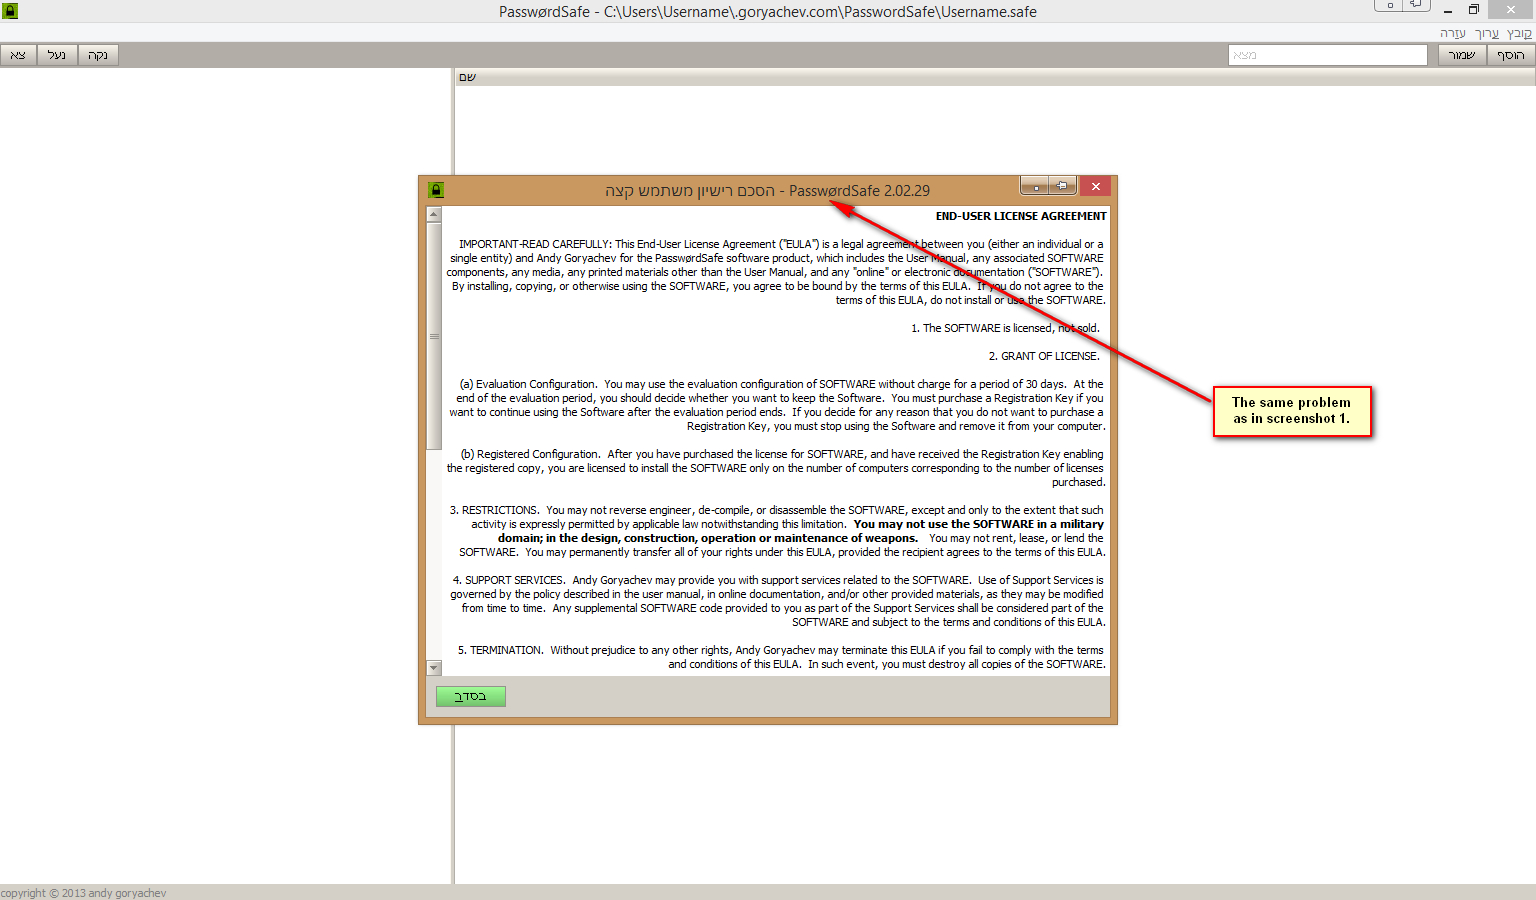 PasswørdSafe - C:\Users\Username\.goryachev.com\PasswordSafe\Username.safe
קובץ ערוך עזרה
הוסף שמור מצא נקה נעל צא
שם
הסכם רישיון משתמש קצה - PasswørdSafe 2.02.29
END-USER LICENSE AGREEMENT
IMPORTANT-READ CAREFULLY: This End-User License Agreement ("EULA") is a legal agreement between you (either an individual or a
single entity) and Andy Goryachev for the PasswørdSafe software product, which includes the User Manual, any associated SOFTWARE
components, any media, any printed materials other than the User Manual, and any "online" or electronic documentation ("SOFTWARE").
By installing, copying, or otherwise using the SOFTWARE, you agree to be bound by the terms of this EULA.  If you do not agree to the
terms of this EULA, do not install or use the SOFTWARE.
1. The SOFTWARE is licensed, not sold.
2. GRANT OF LICENSE.
(a) Evaluation Configuration.  You may use the evaluation configuration of SOFTWARE without charge for a period of 30 days.  At the
end of the evaluation period, you should decide whether you want to keep the Software.  You must purchase a Registration Key if you
want to continue using the Software after the evaluation period ends.  If you decide for any reason that you do not want to purchase a
Registration Key, you must stop using the Software and remove it from your computer.
(b) Registered Configuration.  After you have purchased the license for SOFTWARE, and have received the Registration Key enabling
the registered copy, you are licensed to install the SOFTWARE only on the number of computers corresponding to the number of licenses
purchased.
3. RESTRICTIONS.  You may not reverse engineer, de-compile, or disassemble the SOFTWARE, except and only to the extent that such
activity is expressly permitted by applicable law notwithstanding this limitation.  You may not use the SOFTWARE in a military
domain; in the design, construction, operation or maintenance of weapons.  You may not rent, lease, or lend the
SOFTWARE.  You may permanently transfer all of your rights under this EULA, provided the recipient agrees to the terms of this EULA.
4. SUPPORT SERVICES.  Andy Goryachev may provide you with support services related to the SOFTWARE.  Use of Support Services is
governed by the policy described in the user manual, in online documentation, and/or other provided materials, as they may be modified
from time to time.  Any supplemental SOFTWARE code provided to you as part of the Support Services shall be considered part of the
SOFTWARE and subject to the terms and conditions of this EULA.
5. TERMINATION.  Without prejudice to any other rights, Andy Goryachev may terminate this EULA if you fail to comply with the terms
and conditions of this EULA.  In such event, you must destroy all copies of the SOFTWARE.
בסדר
The same problem
as in screenshot 1.
copyright © 2013 andy goryachev